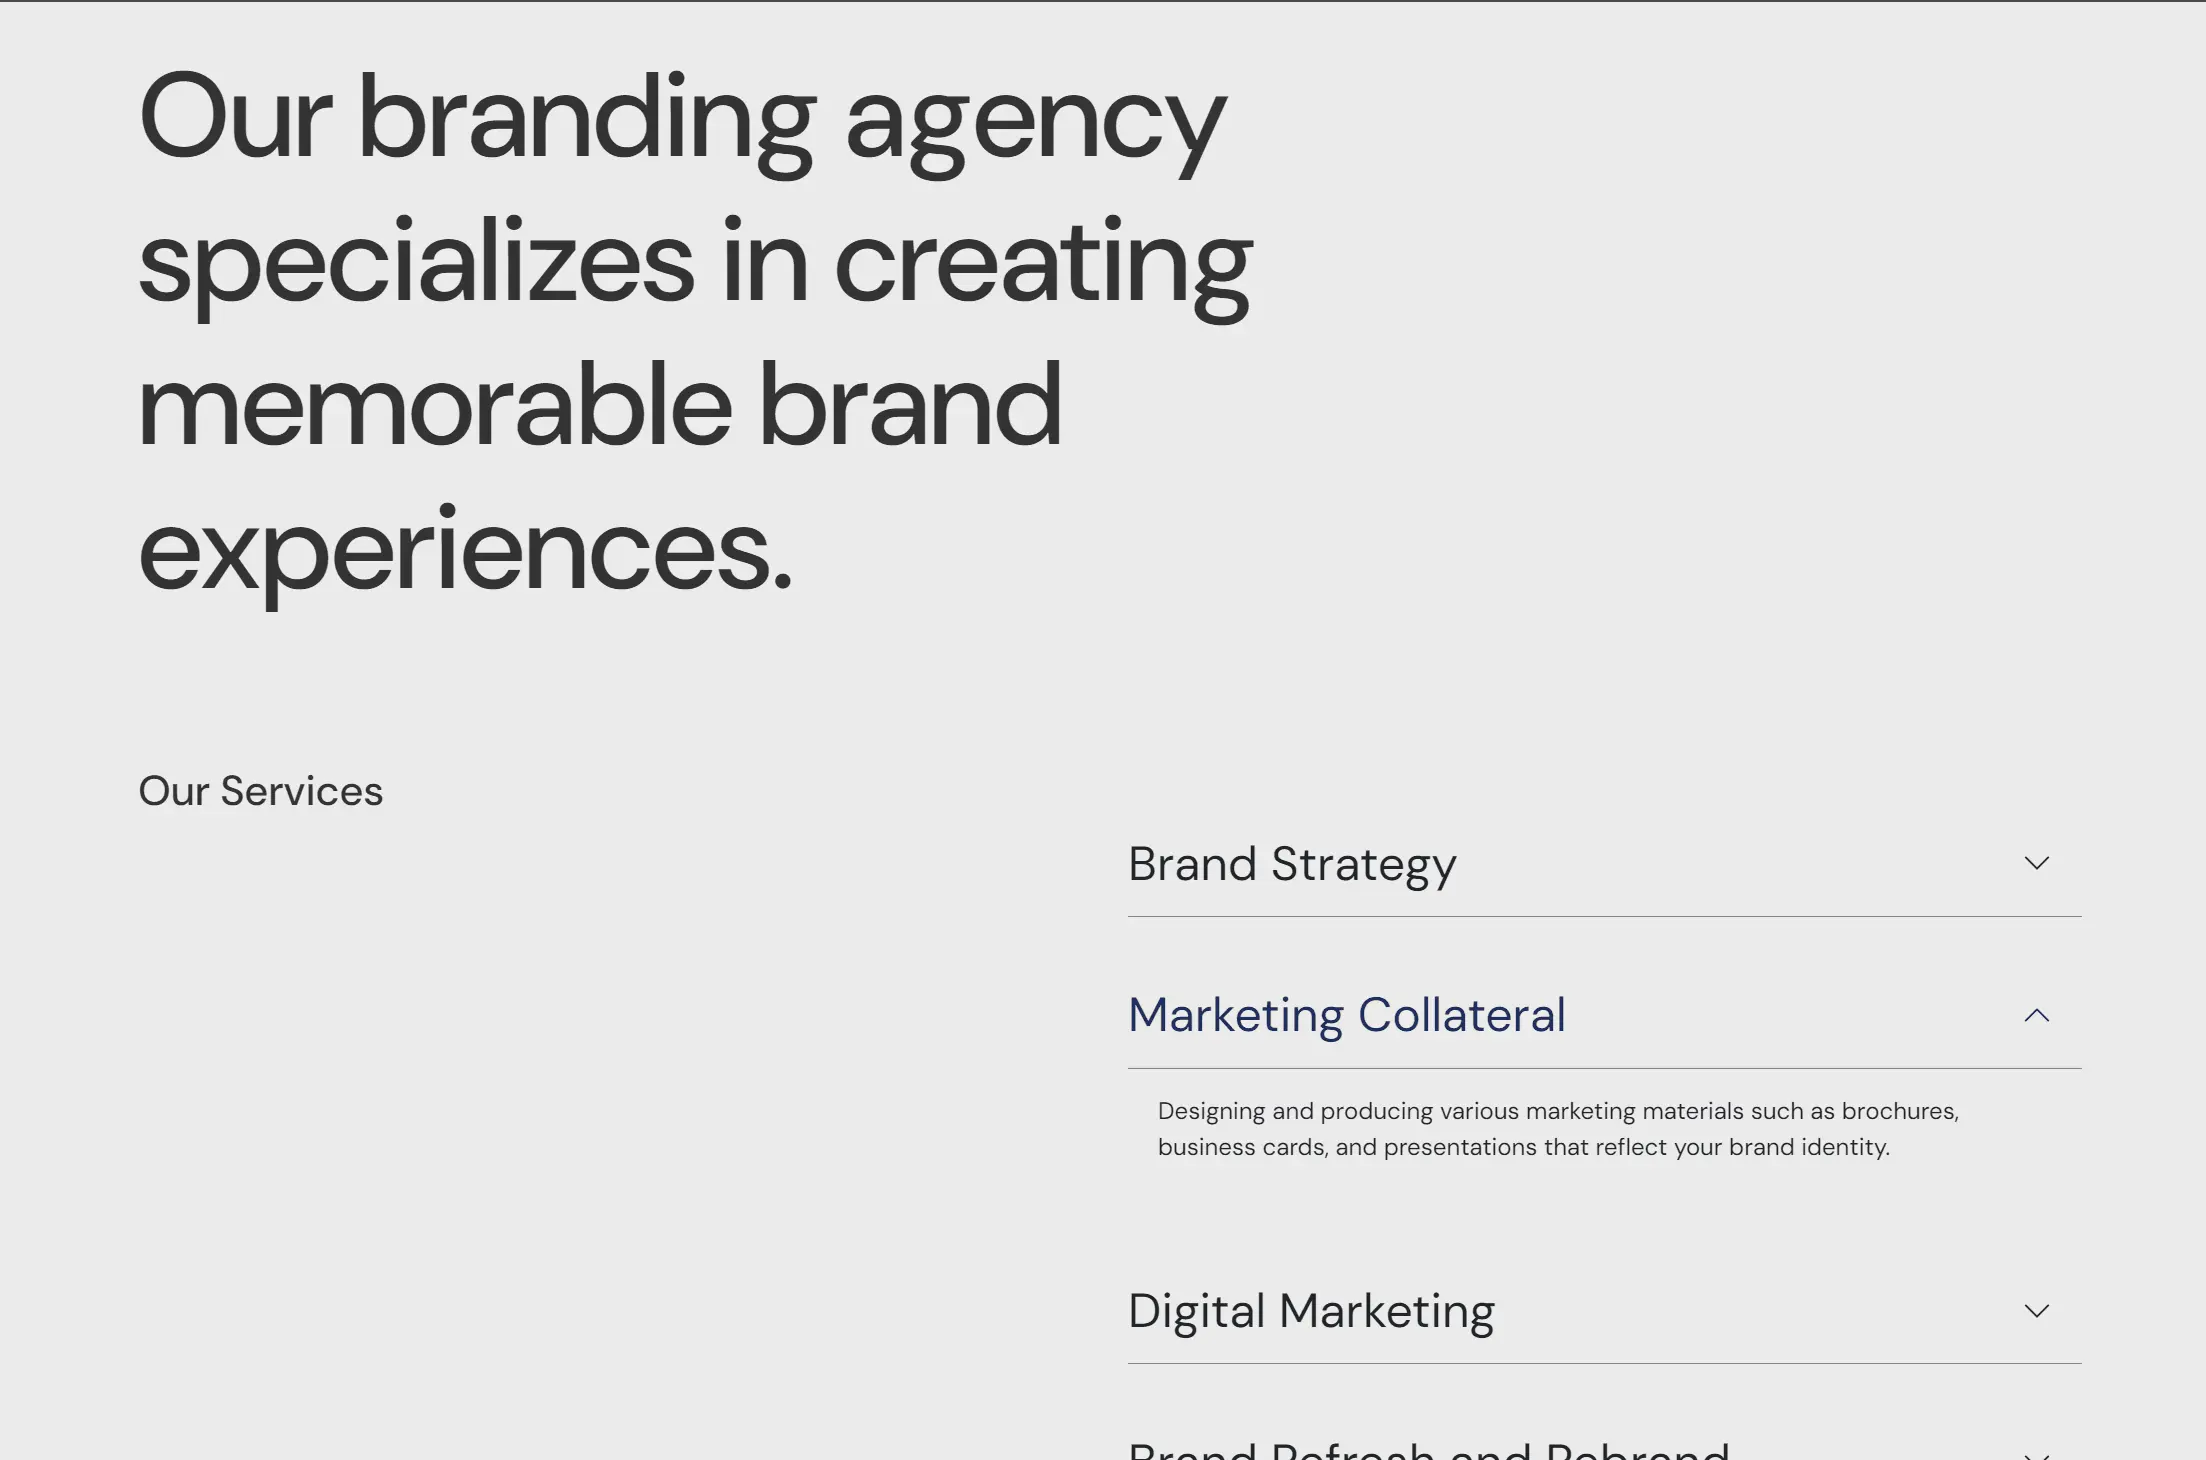 Our branding agency
specializes in creating
memorable brand
experiences.
Our Services
Brand Strategy
Marketing Collateral
Designing and producing various marketing materials such as brochures,
business cards, and presentations that reflect your brand identity.
Digital Marketing
Brand Refresh and Rebrand